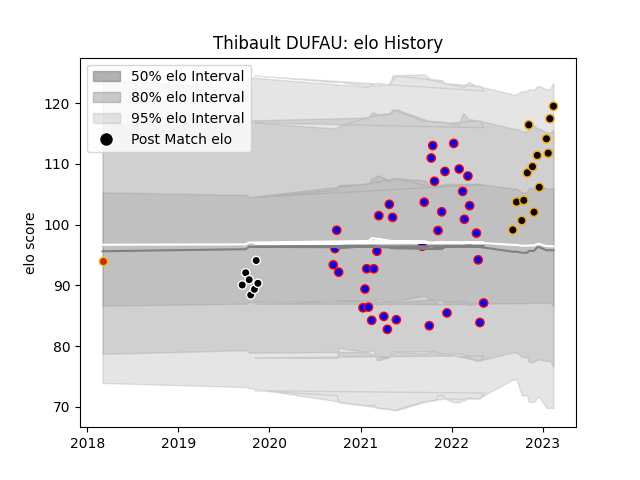 Thibault DUFAU: elo History
50% elo Interval
80% elo Interval
95% elo Interval
Post Match elo
elo score
120
110
100
90
80
70
2018 2019 2020 2021 2022 2023